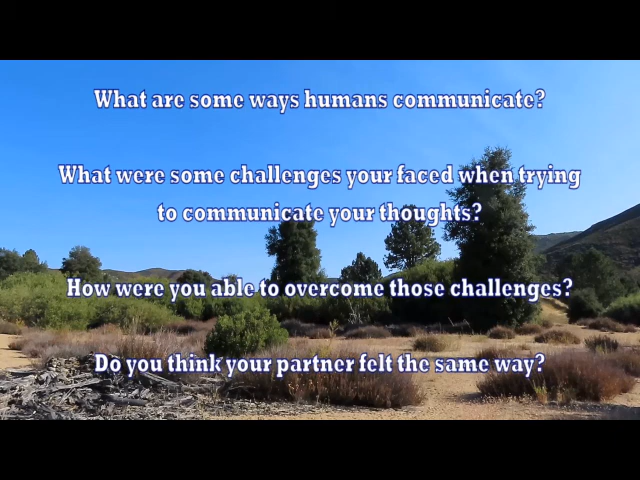 What are some ways humans communicate?
What were some challenges your faced when trying
to communicate your thoughts?
How were you able to overcome those challenges?
Do you think your partner felt the same way?